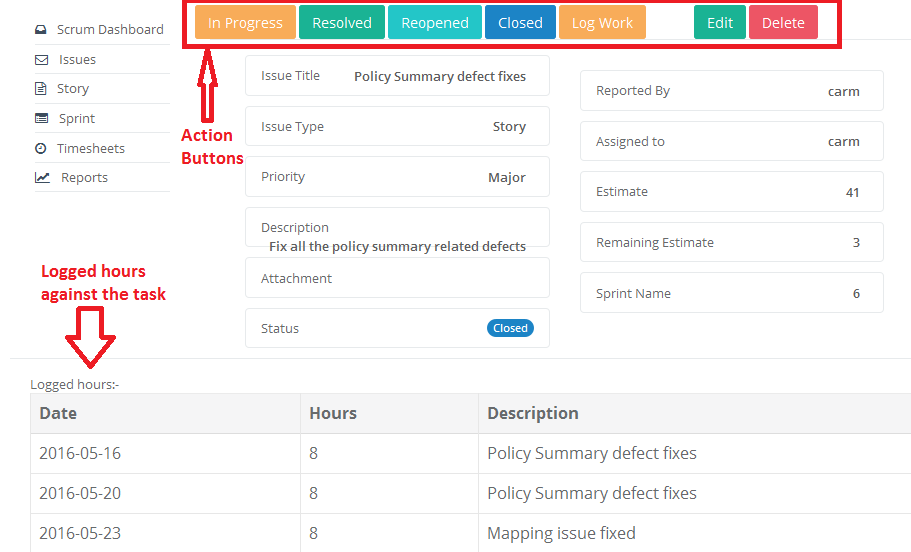 In Progress Resolved Reopened Closed Log Work Edit Delete
Scrum Dashboard
Issues
Story
Sprint
Timesheets
Reports
Action
Buttons
Issue Title Policy Summary defect fixes
Issue Type Story
Priority Major
Description
Fix all the policy summary related defects
Attachment
Status Closed
Reported By carm
Assigned to carm
Estimate 41
Remaining Estimate 3
Sprint Name 6
Logged hours
against the task
Logged hours:-
Date Hours Description
2016-05-16 8 Policy Summary defect fixes
2016-05-20 8 Policy Summary defect fixes
2016-05-23 8 Mapping issue fixed